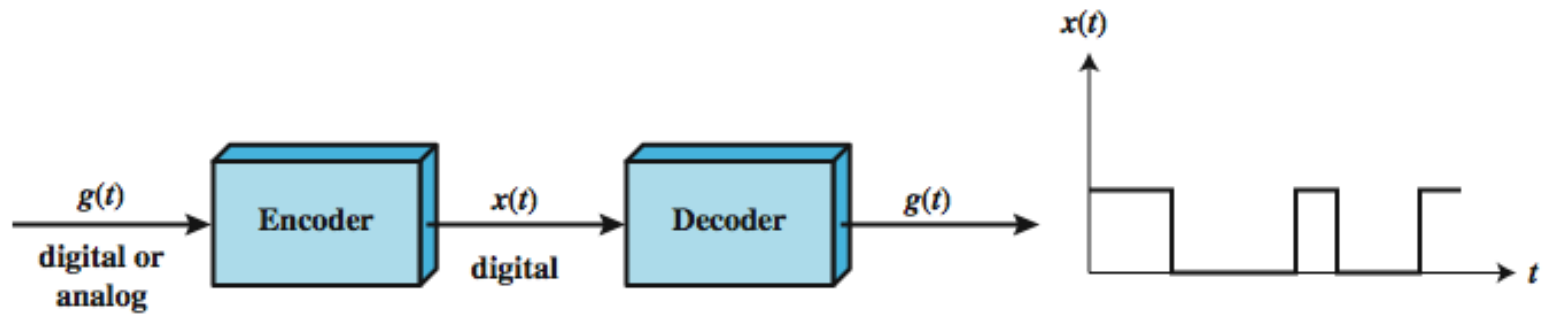 g(t)
digital or
analog
Encoder
x(t)
digital
Decoder
g(t)
x(t)
t